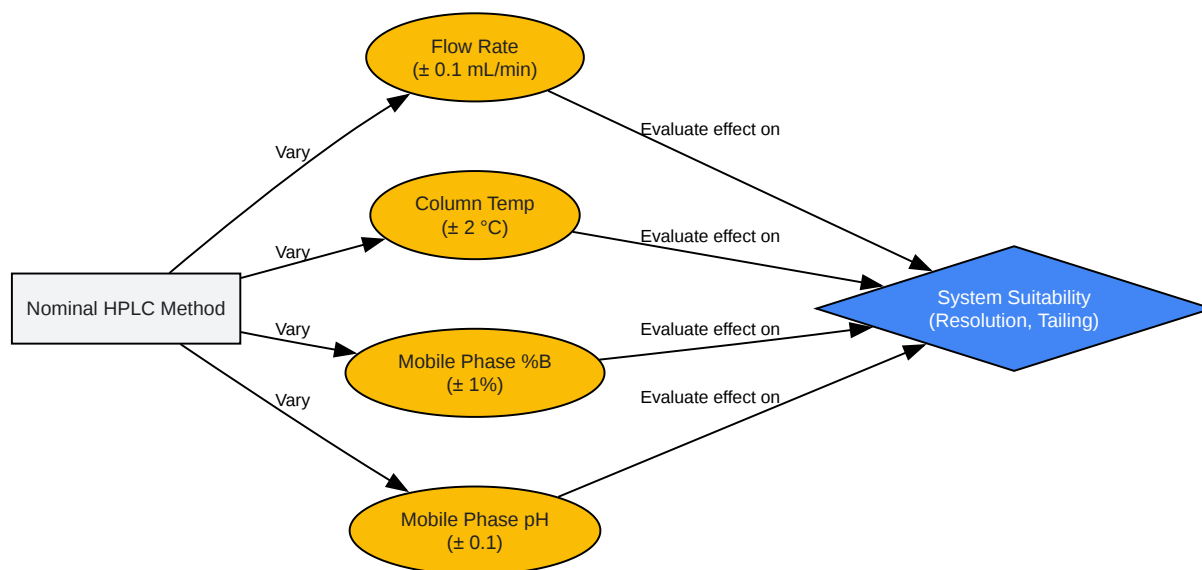 Flow Rate
(± 0.1 mL/min)
Evaluate effect on
Vary
Column Temp
(± 2 °C)
Evaluate effect on
Vary
Nominal HPLC Method
System Suitability
(Resolution, Tailing)
Vary
Mobile Phase %B
(± 1%)
Evaluate effect on
Vary
Evaluate effect on
Mobile Phase pH
(± 0.1)